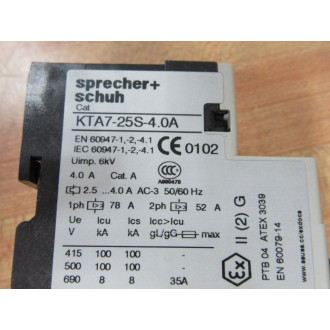 sprecher+
schuh
Cat
KTA7-25S-4.0A
EN 60947-1,-2,-4.1
IEC 60947-1,-2,-4.1
CE 0102
Uimp. 6kV
4.0 A Cat. A
CCC
2.5 ...4.0 A AC-3 50/60 Hz
1ph 78 A 2ph 52 A
Ue Icu Ics Icc>Icu
V kA kA gL/gG max
415 100 100 -
500 100 100 -
690 8 8 35A
II (2) G
Ex
PTB 04 ATEX 3039
EN 60079-14